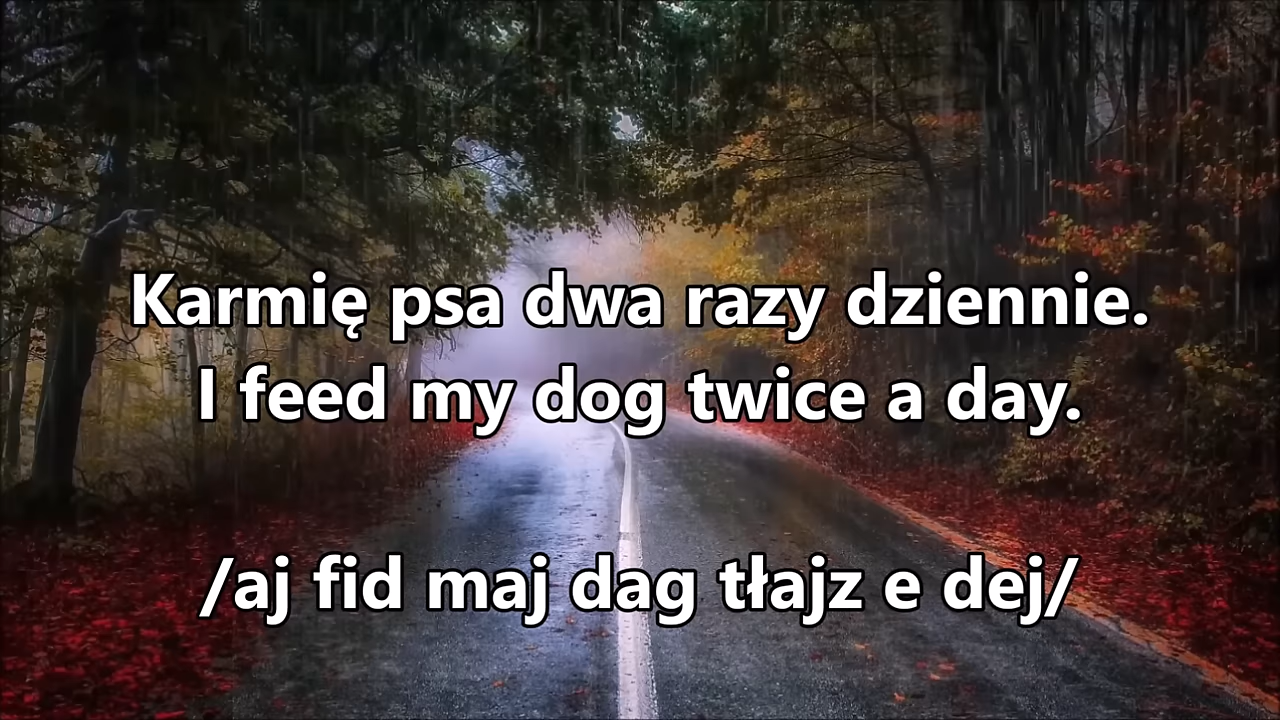 Karmię psa dwa razy dziennie.
I feed my dog twice a day.
/aj fid maj dag tłajz e dej/